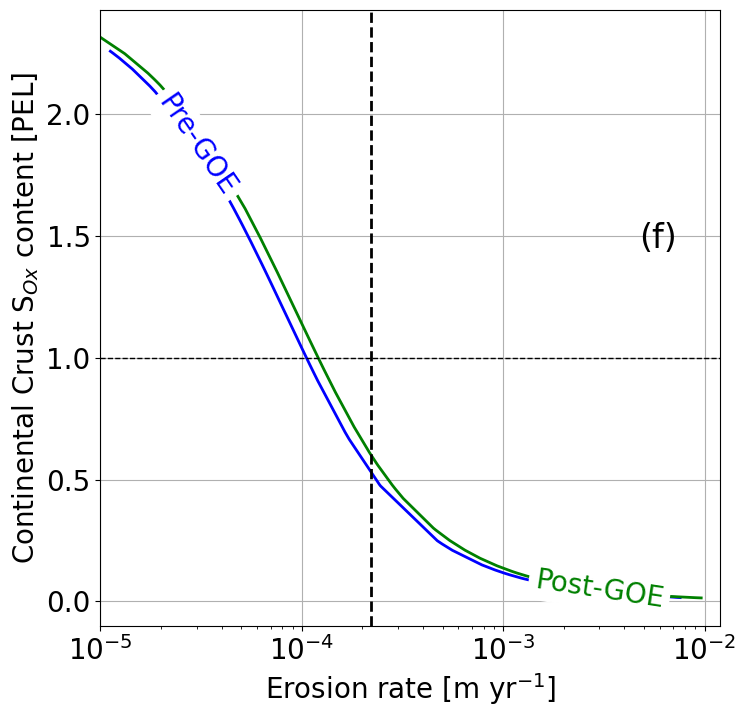 Continental Crust S_Ox content [PEL]
2.0
1.5
1.0
0.5
0.0
Pre-GOE
(f)
Post-GOE
10⁻⁵
10⁻⁴
10⁻³
10⁻²
Erosion rate [m yr⁻¹]